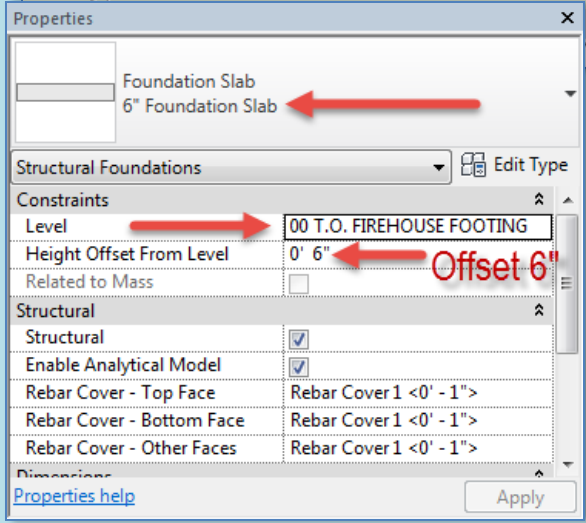 Properties
Foundation Slab
6" Foundation Slab
Structural Foundations
Edit Type
Constraints
Level 00 T.O. FIREHOUSE FOOTING
Height Offset From Level 0' 6"
Offset 6"
Related to Mass
Structural
Structural
Enable Analytical Model
Rebar Cover - Top Face Rebar Cover 1 <0' - 1">
Rebar Cover - Bottom Face Rebar Cover 1 <0' - 1">
Rebar Cover - Other Faces Rebar Cover 1 <0' - 1">
Dimensions
Properties help Apply